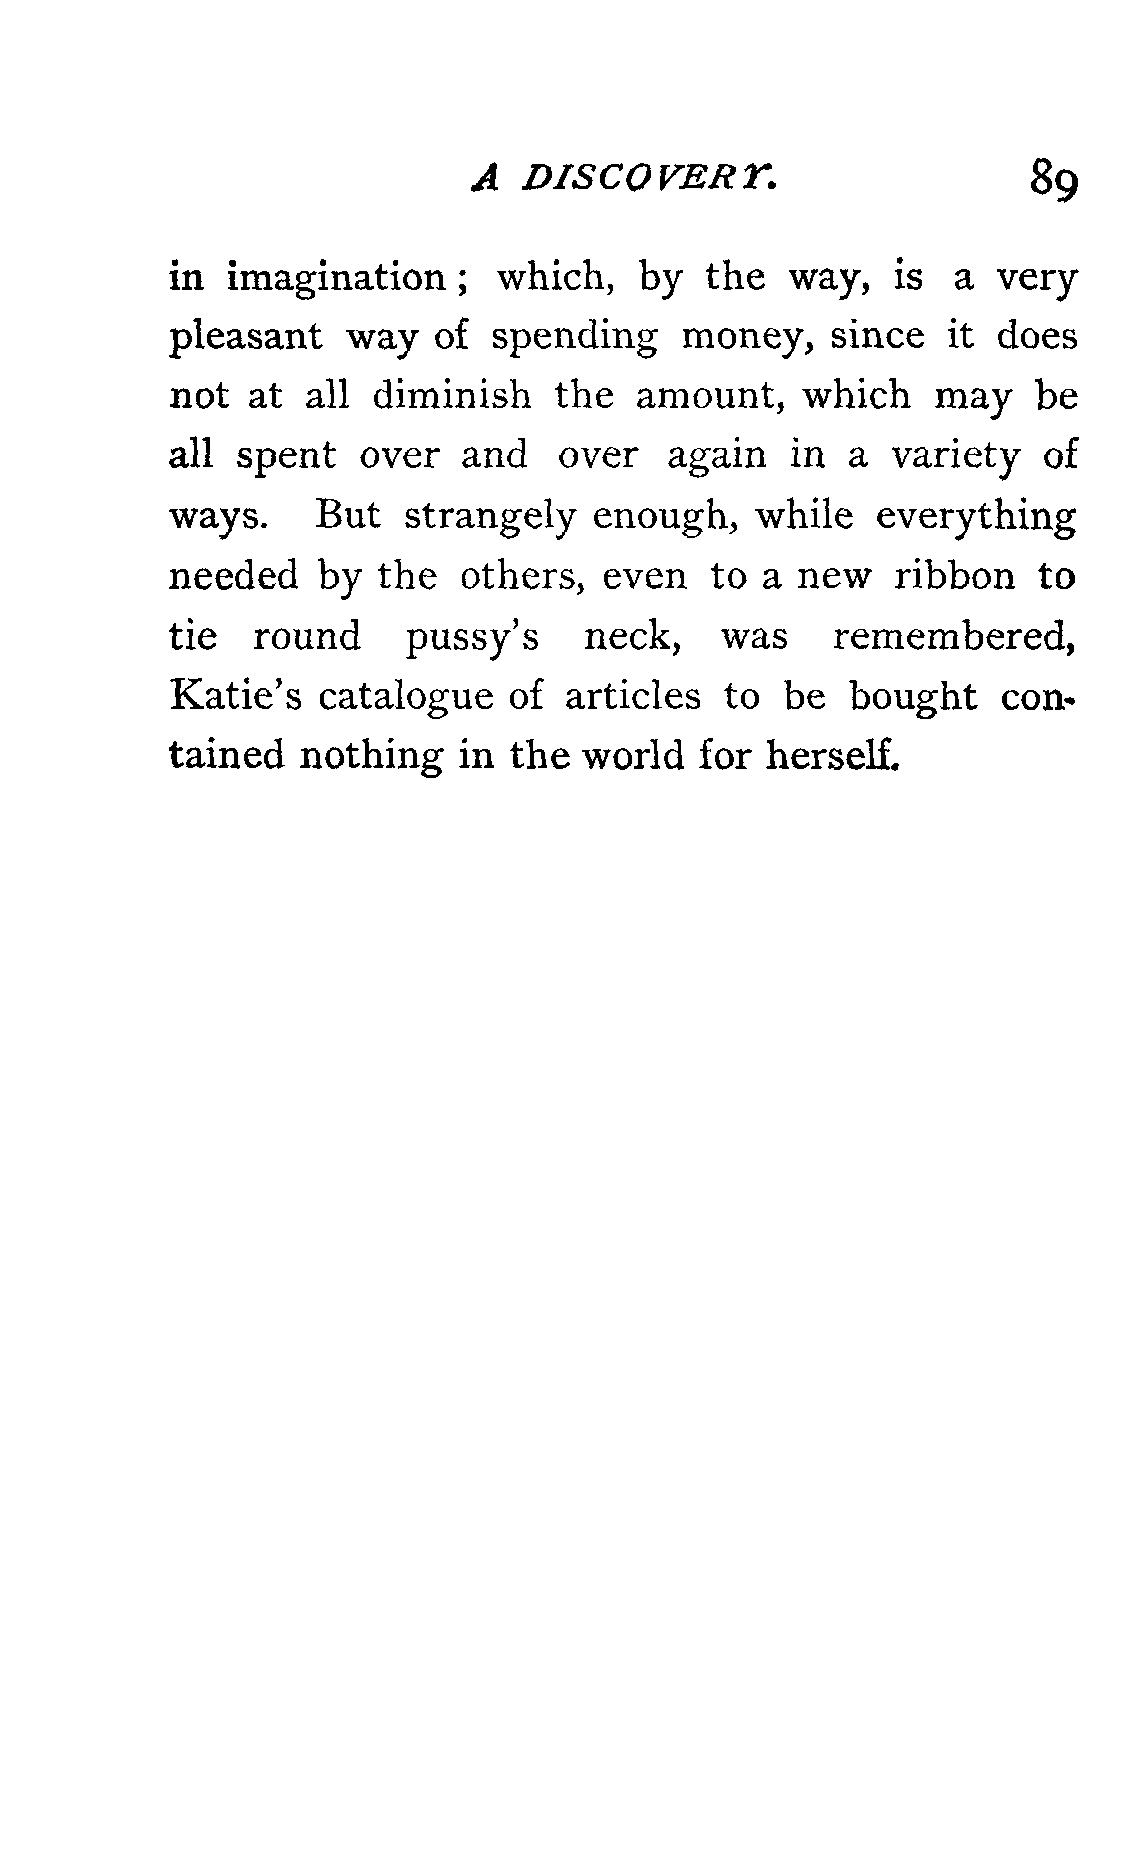 A DISCOVERY. 89
in imagination ; which, by the way, is a very
pleasant way of spending money, since it does
not at all diminish the amount, which may be
all spent over and over again in a variety of
ways. But strangely enough, while everything
needed by the others, even to a new ribbon to
tie round pussy's neck, was remembered,
Katie's catalogue of articles to be bought con-
tained nothing in the world for herself.